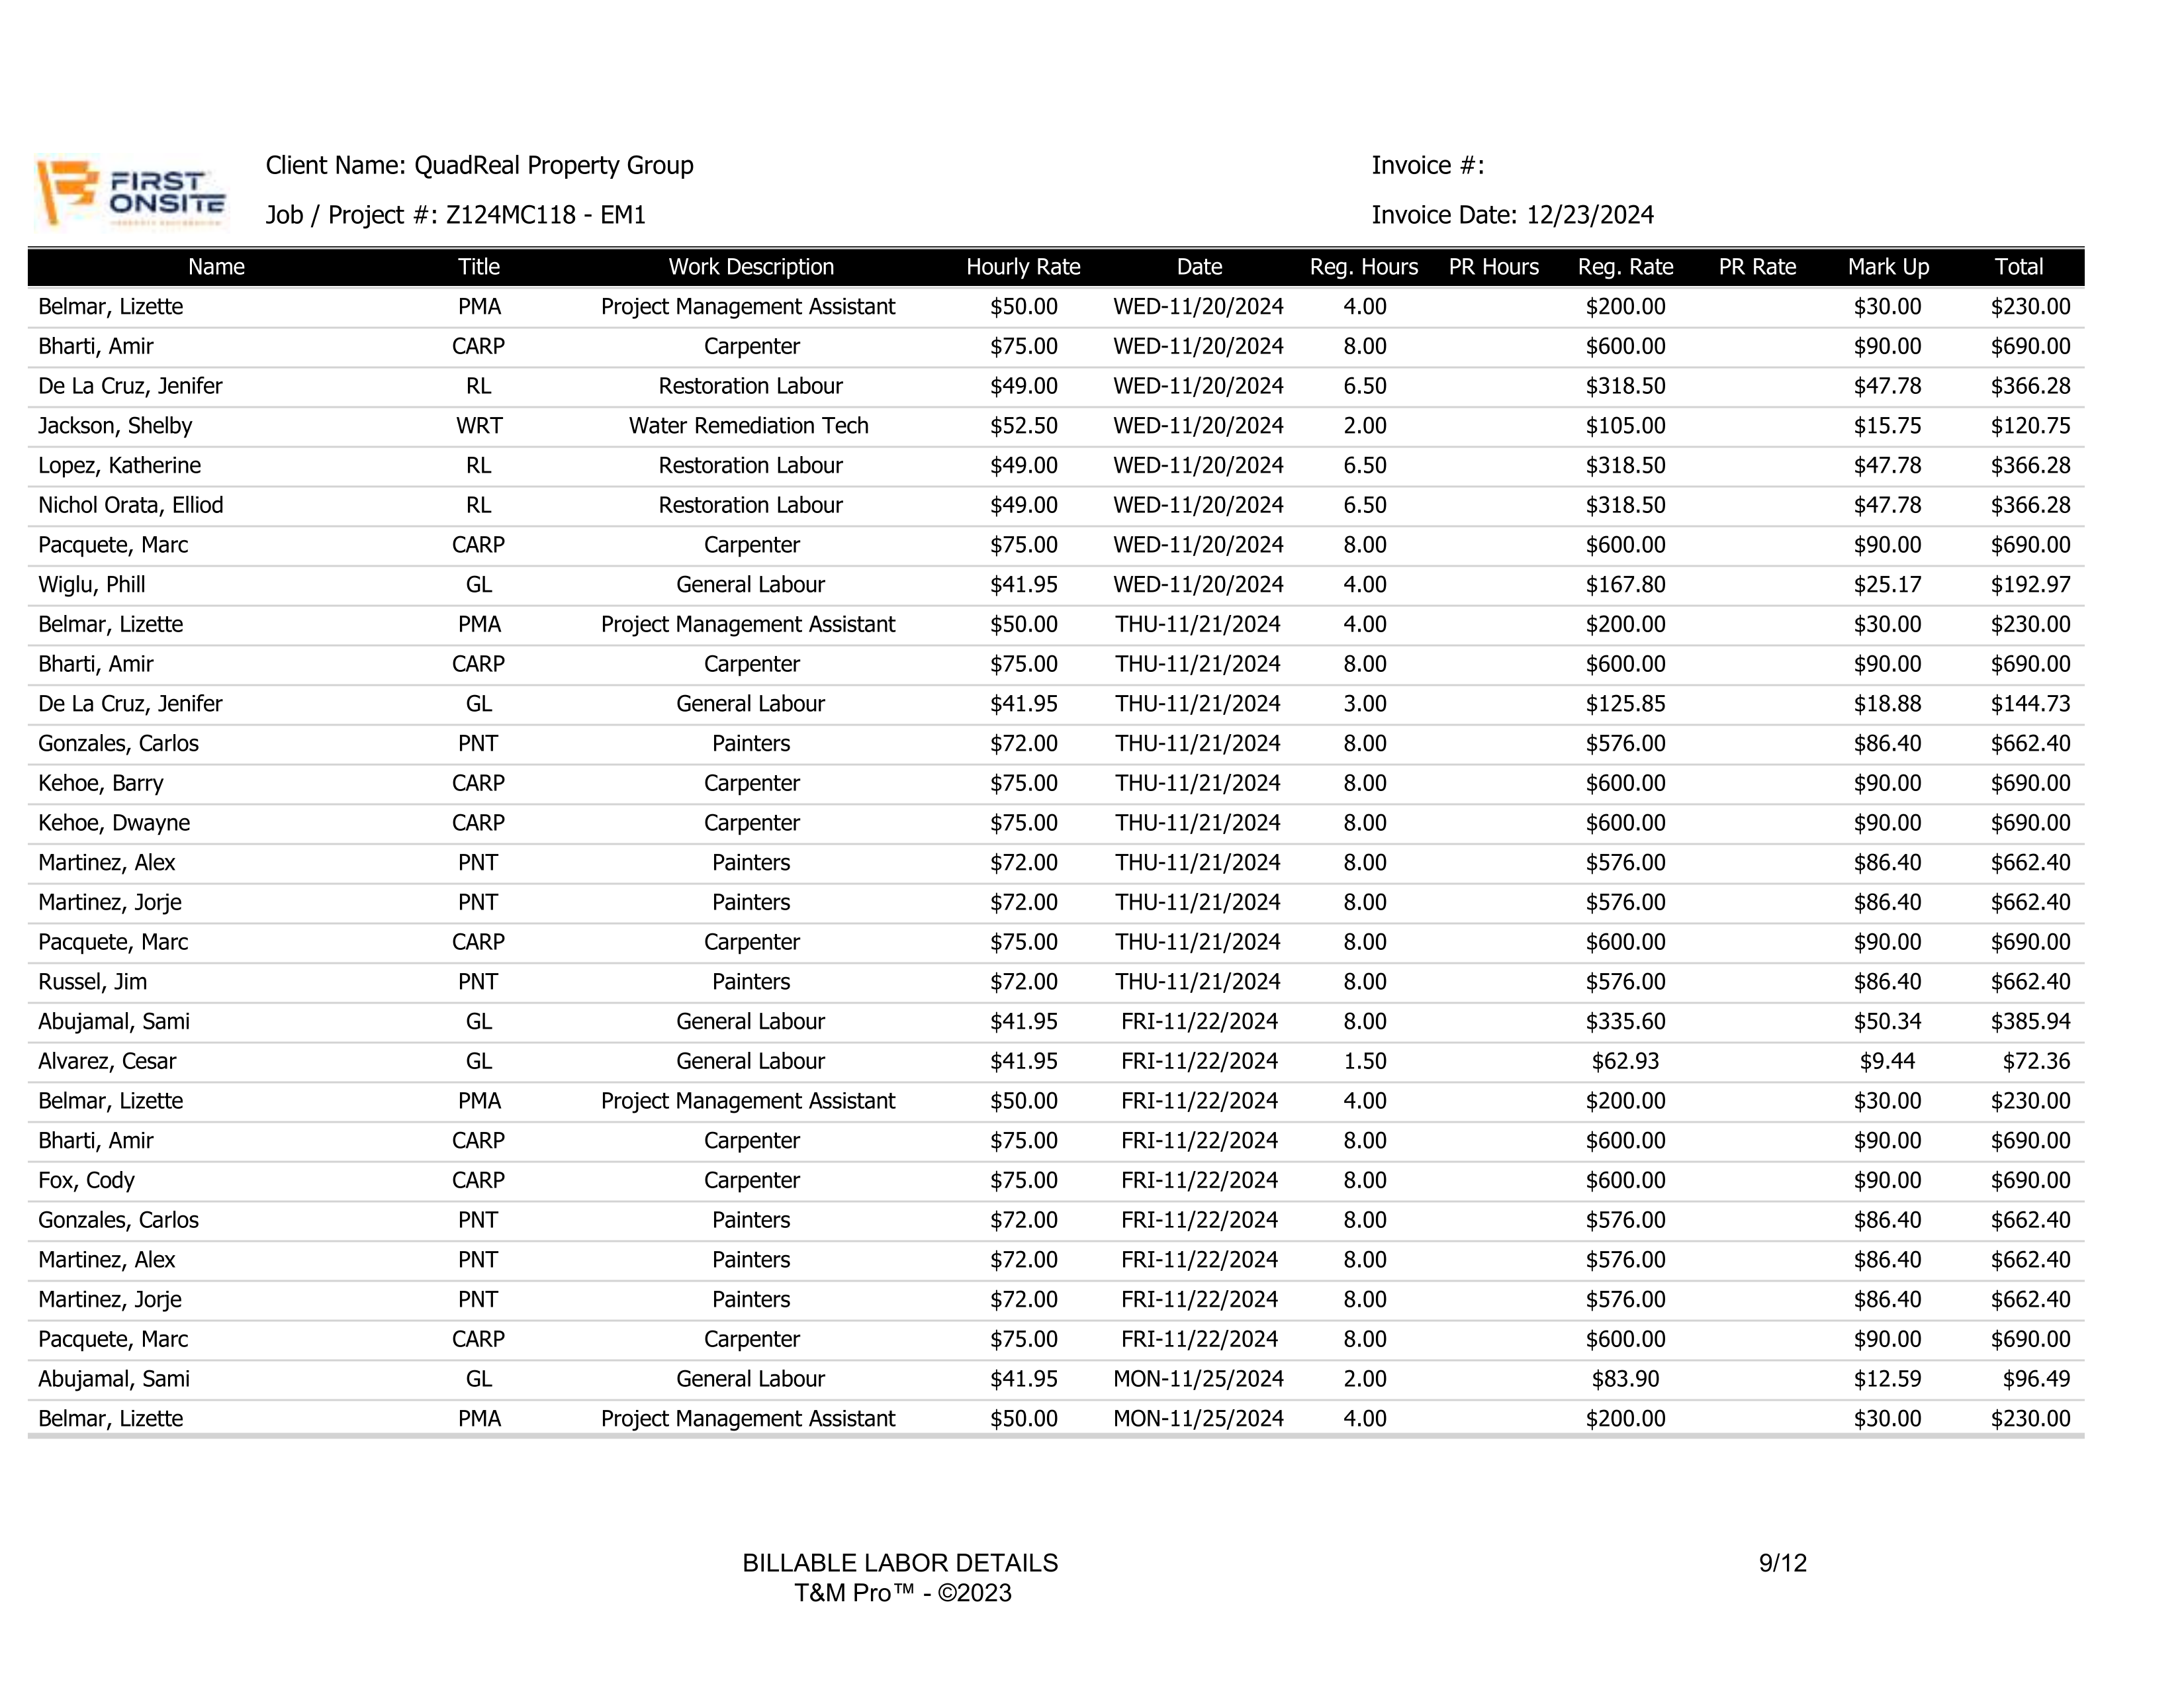 FIRST
ONSITE
Client Name: QuadReal Property Group
Invoice #:
Job / Project #: Z124MC118 - EM1
Invoice Date: 12/23/2024
Name Title Work Description Hourly Rate Date Reg. Hours PR Hours Reg. Rate PR Rate Mark Up Total
Belmar, Lizette PMA Project Management Assistant $50.00 WED-11/20/2024 4.00 $200.00 $30.00 $230.00
Bharti, Amir CARP Carpenter $75.00 WED-11/20/2024 8.00 $600.00 $90.00 $690.00
De La Cruz, Jenifer RL Restoration Labour $49.00 WED-11/20/2024 6.50 $318.50 $47.78 $366.28
Jackson, Shelby WRT Water Remediation Tech $52.50 WED-11/20/2024 2.00 $105.00 $15.75 $120.75
Lopez, Katherine RL Restoration Labour $49.00 WED-11/20/2024 6.50 $318.50 $47.78 $366.28
Nichol Orata, Elliod RL Restoration Labour $49.00 WED-11/20/2024 6.50 $318.50 $47.78 $366.28
Pacquete, Marc CARP Carpenter $75.00 WED-11/20/2024 8.00 $600.00 $90.00 $690.00
Wiglu, Phill GL General Labour $41.95 WED-11/20/2024 4.00 $167.80 $25.17 $192.97
Belmar, Lizette PMA Project Management Assistant $50.00 THU-11/21/2024 4.00 $200.00 $30.00 $230.00
Bharti, Amir CARP Carpenter $75.00 THU-11/21/2024 8.00 $600.00 $90.00 $690.00
De La Cruz, Jenifer GL General Labour $41.95 THU-11/21/2024 3.00 $125.85 $18.88 $144.73
Gonzales, Carlos PNT Painters $72.00 THU-11/21/2024 8.00 $576.00 $86.40 $662.40
Kehoe, Barry CARP Carpenter $75.00 THU-11/21/2024 8.00 $600.00 $90.00 $690.00
Kehoe, Dwayne CARP Carpenter $75.00 THU-11/21/2024 8.00 $600.00 $90.00 $690.00
Martinez, Alex PNT Painters $72.00 THU-11/21/2024 8.00 $576.00 $86.40 $662.40
Martinez, Jorje PNT Painters $72.00 THU-11/21/2024 8.00 $576.00 $86.40 $662.40
Pacquete, Marc CARP Carpenter $75.00 THU-11/21/2024 8.00 $600.00 $90.00 $690.00
Russel, Jim PNT Painters $72.00 THU-11/21/2024 8.00 $576.00 $86.40 $662.40
Abujamal, Sami GL General Labour $41.95 FRI-11/22/2024 8.00 $335.60 $50.34 $385.94
Alvarez, Cesar GL General Labour $41.95 FRI-11/22/2024 1.50 $62.93 $9.44 $72.36
Belmar, Lizette PMA Project Management Assistant $50.00 FRI-11/22/2024 4.00 $200.00 $30.00 $230.00
Bharti, Amir CARP Carpenter $75.00 FRI-11/22/2024 8.00 $600.00 $90.00 $690.00
Fox, Cody CARP Carpenter $75.00 FRI-11/22/2024 8.00 $600.00 $90.00 $690.00
Gonzales, Carlos PNT Painters $72.00 FRI-11/22/2024 8.00 $576.00 $86.40 $662.40
Martinez, Alex PNT Painters $72.00 FRI-11/22/2024 8.00 $576.00 $86.40 $662.40
Martinez, Jorje PNT Painters $72.00 FRI-11/22/2024 8.00 $576.00 $86.40 $662.40
Pacquete, Marc CARP Carpenter $75.00 FRI-11/22/2024 8.00 $600.00 $90.00 $690.00
Abujamal, Sami GL General Labour $41.95 MON-11/25/2024 2.00 $83.90 $12.59 $96.49
Belmar, Lizette PMA Project Management Assistant $50.00 MON-11/25/2024 4.00 $200.00 $30.00 $230.00
BILLABLE LABOR DETAILS 9/12
T&M Pro™ - ©2023